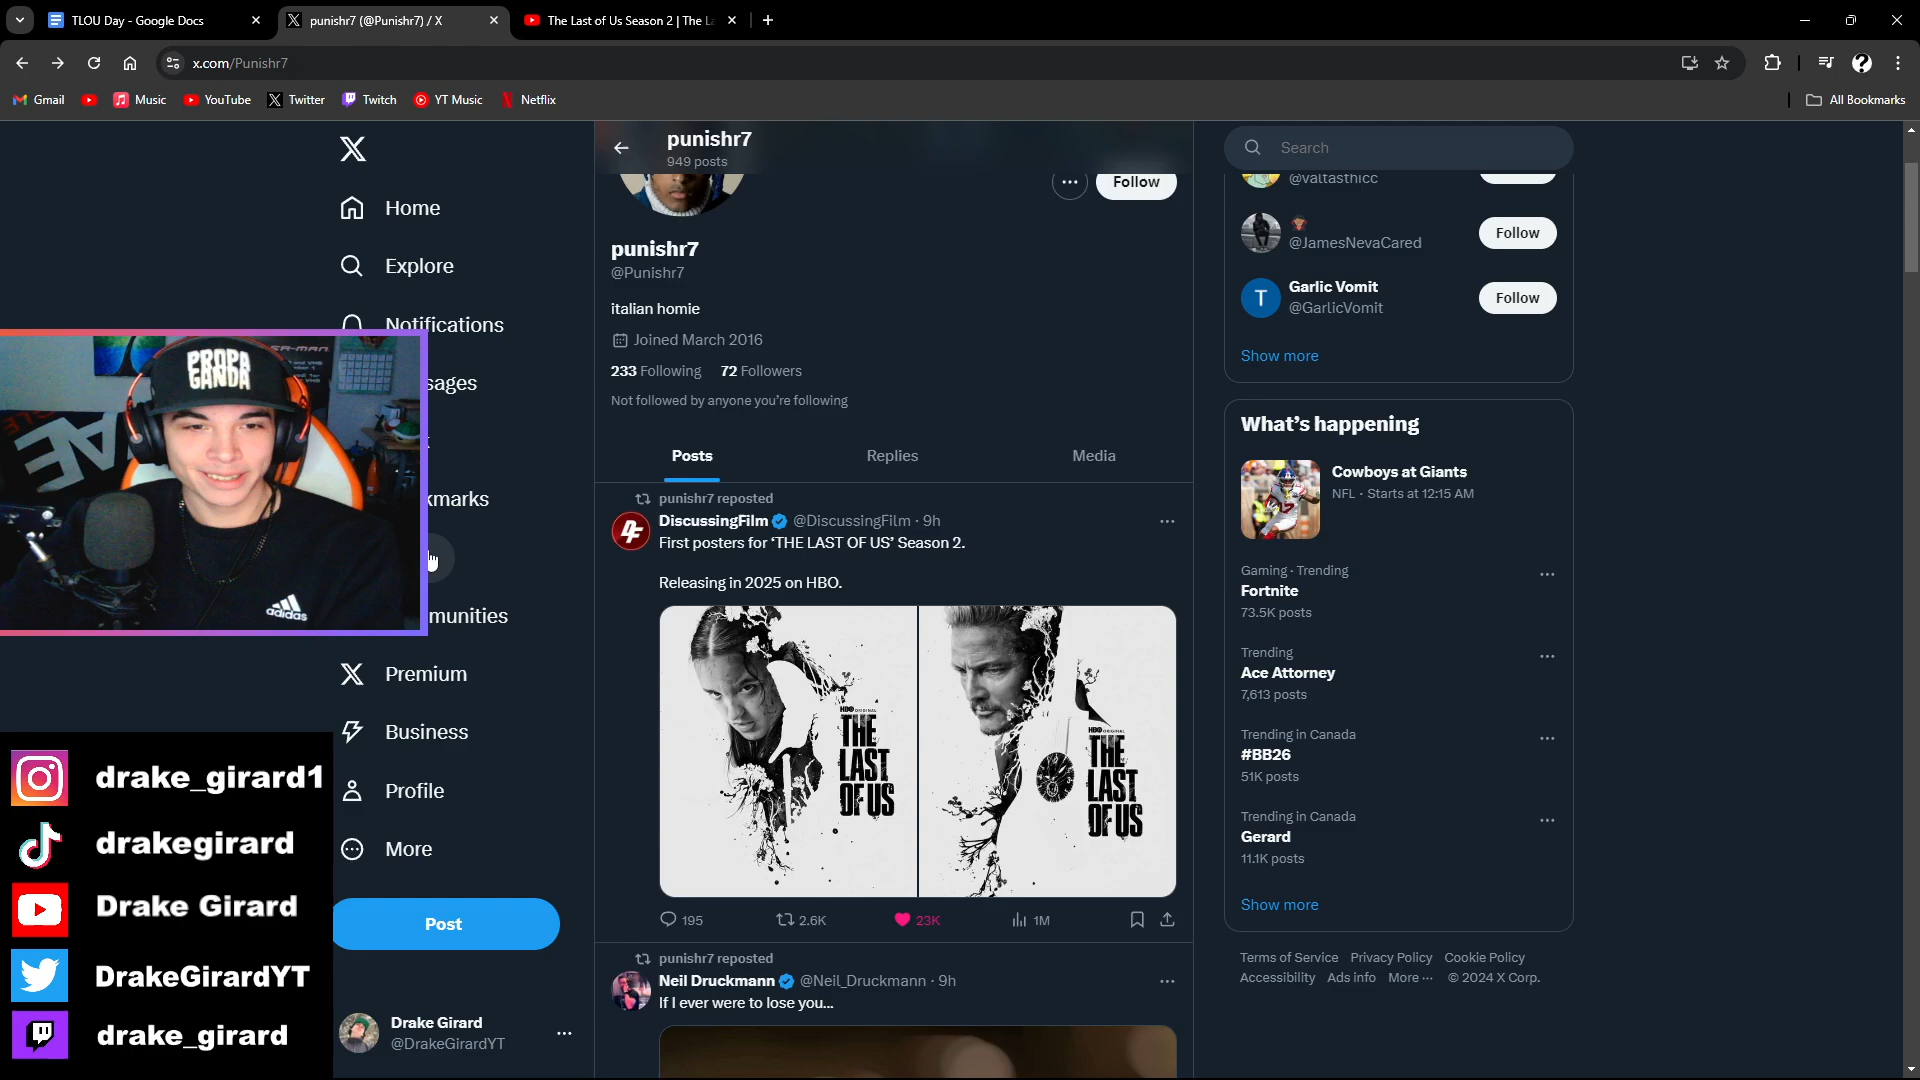 TLOU Day - Google Docs
punishr7 (@Punishr7) / X
The Last of Us Season 2 | The La
x.com/Punishr7
Gmail
Music
YouTube
Twitter
Twitch
YT Music
Netflix
All Bookmarks
Home
Explore
Notifications
sages
kmarks
munities
Premium
Business
Profile
More
Post
Drake Girard
@DrakeGirardYT
PROPA
GANDA
adidas
drake_girard1
drakegirard
Drake Girard
DrakeGirardYT
drake_girard
punishr7
949 posts
Follow
punishr7
@Punishr7
italian homie
Joined March 2016
233 Following 72 Followers
Not followed by anyone you're following
Posts Replies Media
punishr7 reposted
DiscussingFilm @DiscussingFilm · 9h
First posters for ‘THE LAST OF US’ Season 2.
Releasing in 2025 on HBO.
HBO ORIGINAL
THE
LAST
OF US
HBO ORIGINAL
THE
LAST
OF US
195 2.6K 23K 1M
punishr7 reposted
Neil Druckmann @Neil_Druckmann · 9h
If I ever were to lose you...
Search
@valtasthicc
@JamesNevaCared
Follow
Garlic Vomit
@GarlicVomit
Follow
Show more
What’s happening
Cowboys at Giants
NFL · Starts at 12:15 AM
Gaming · Trending
Fortnite
73.5K posts
Trending
Ace Attorney
7,613 posts
Trending in Canada
#BB26
51K posts
Trending in Canada
Gerard
11.1K posts
Show more
Terms of Service Privacy Policy Cookie Policy
Accessibility Ads info More ··· © 2024 X Corp.